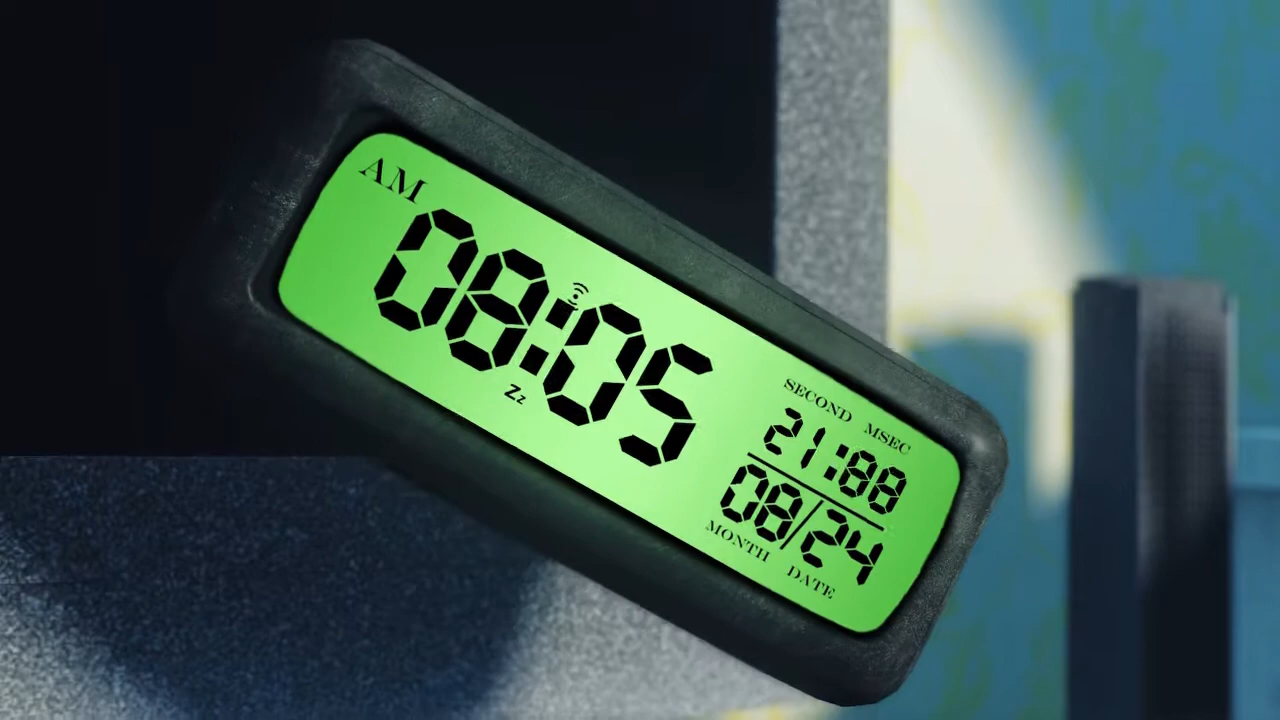 AM
08:05
Zz
SECOND MSEC
21:88
08/24
MONTH DATE